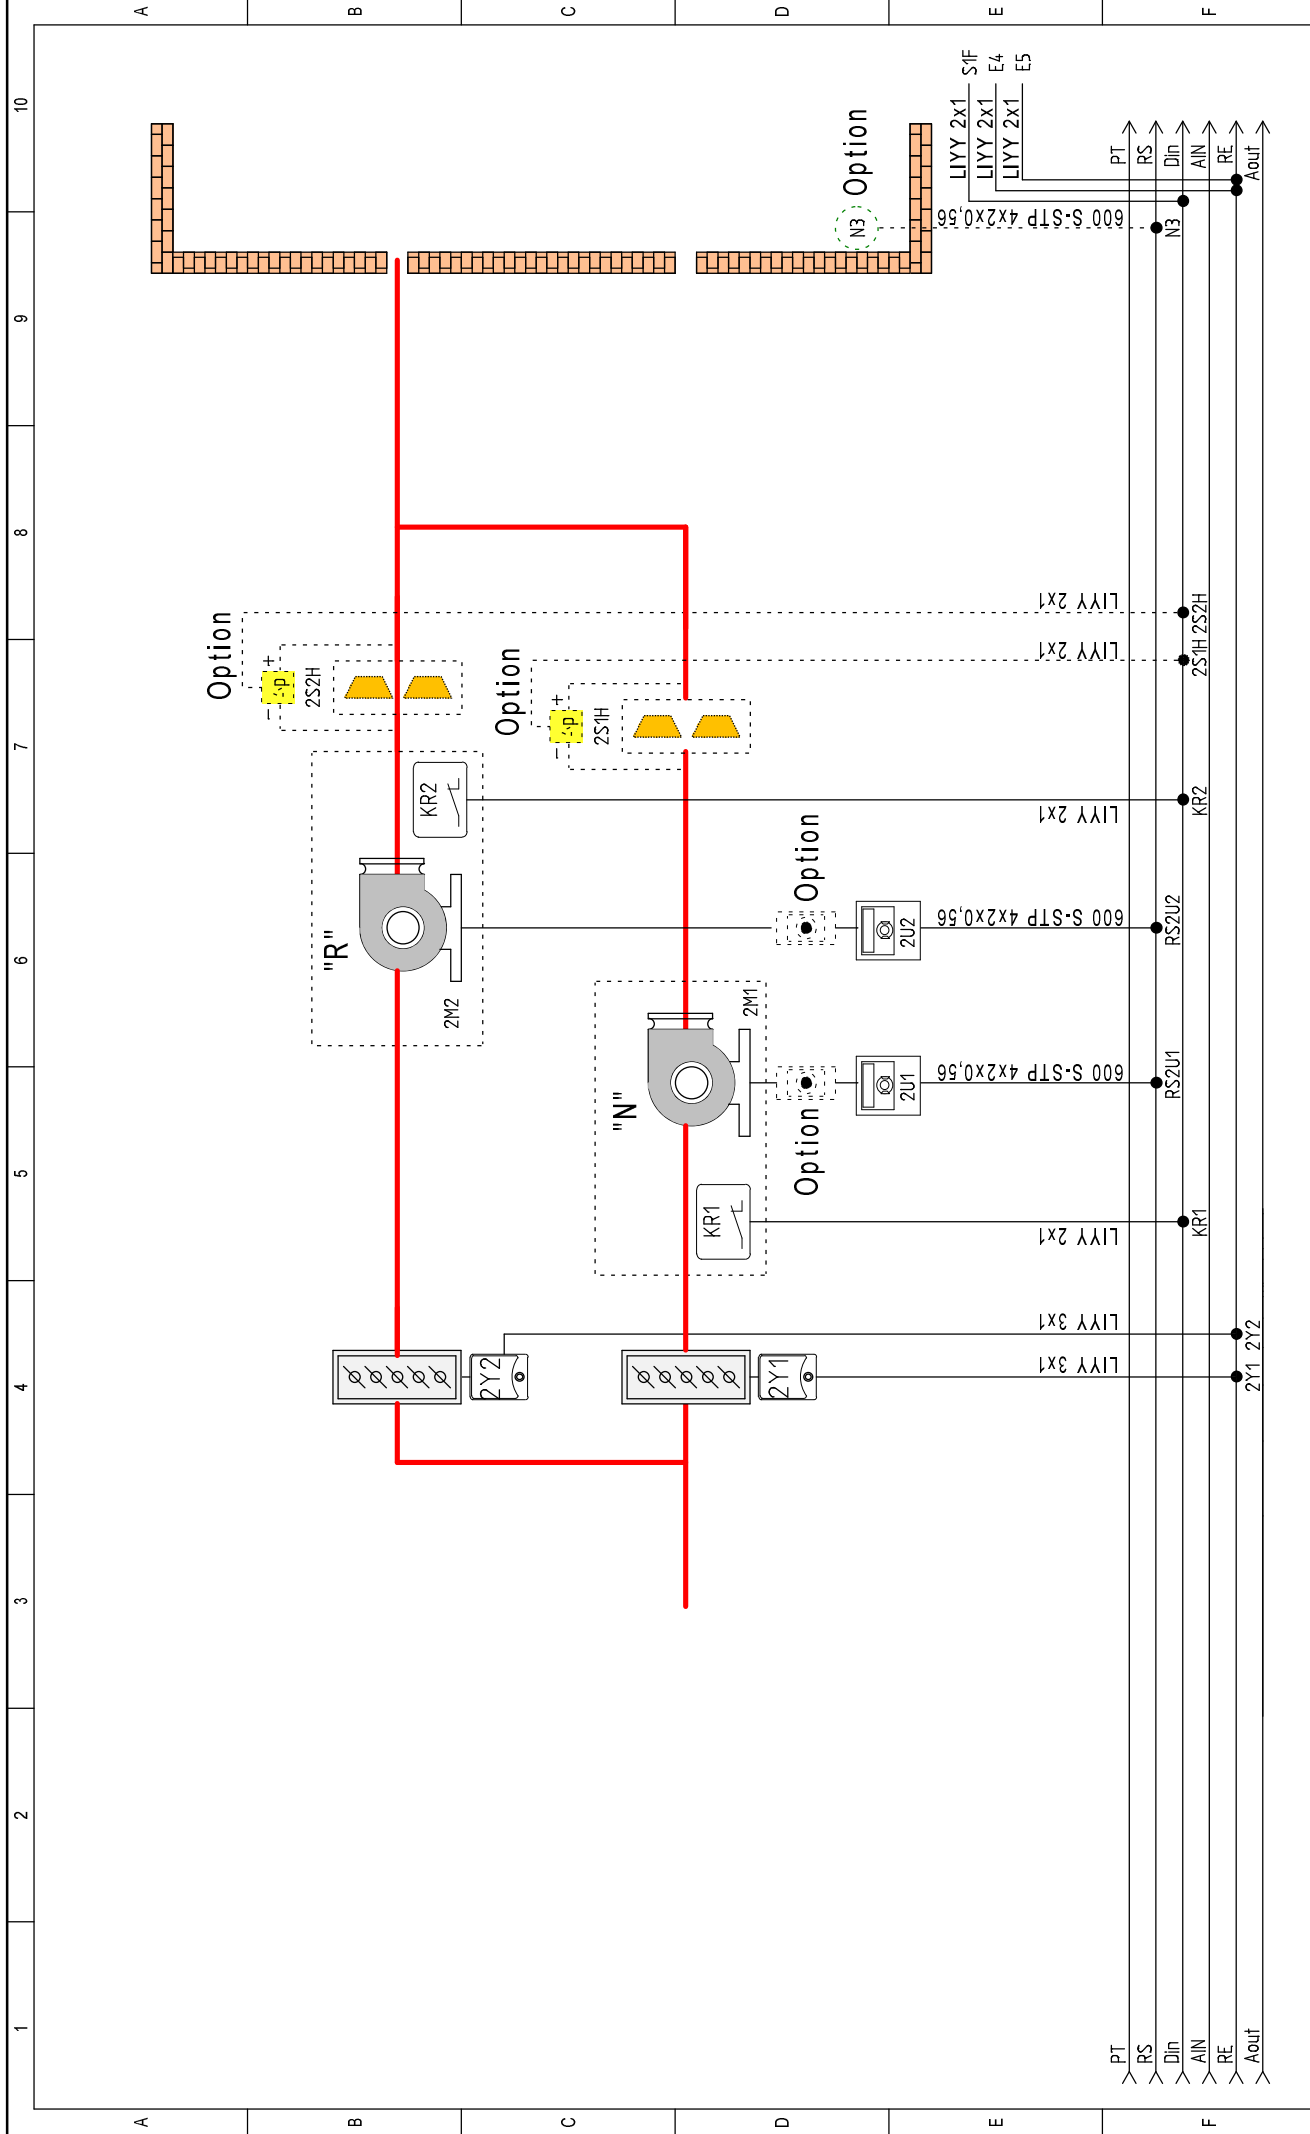 1 2 3 4 5 6 7 8 9 10
A
A
B
B
C
C
D
D
E
E
F
F
Option
2S2H
- +
Option
2S1H
- +
"R"
2M2
KR2
"N"
2M1
KR1
2Y2
2Y1
Option
2U2
Option
2U1
N3 Option
LIYY 2x1 S1F
LIYY 2x1 E4
LIYY 2x1 E5
LIYY 3x1
LIYY 3x1
LIYY 2x1
600 S-STP 4x2x0,56
600 S-STP 4x2x0,56
LIYY 2x1
LIYY 2x1
LIYY 2x1
600 S-STP 4x2x0,56
PT
PT
RS
RS2U1
RS2U2
N3
RS
Din
KR1
KR2
2S1H 2S2H
Din
AIN
AIN
RE
2Y1 2Y2
RE
Aout
Aout